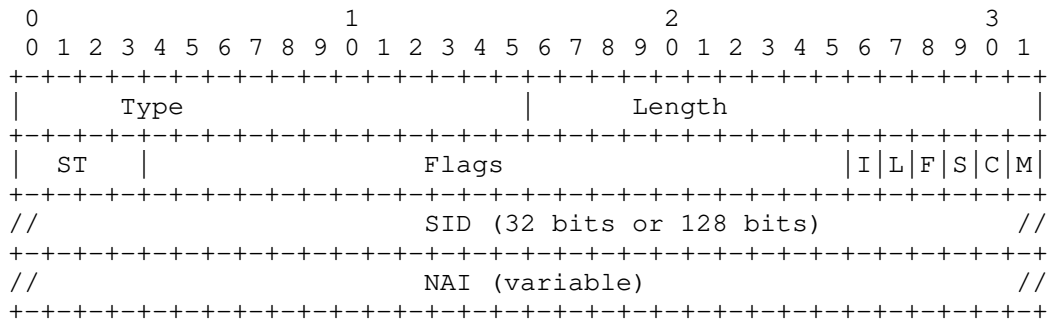 0                   1                   2                   3
 0 1 2 3 4 5 6 7 8 9 0 1 2 3 4 5 6 7 8 9 0 1 2 3 4 5 6 7 8 9 0 1
+-+-+-+-+-+-+-+-+-+-+-+-+-+-+-+-+-+-+-+-+-+-+-+-+-+-+-+-+-+-+-+-+
|      Type                     |      Length                   |
+-+-+-+-+-+-+-+-+-+-+-+-+-+-+-+-+-+-+-+-+-+-+-+-+-+-+-+-+-+-+-+-+
|  ST   |                 Flags                     |I|L|F|S|C|M|
+-+-+-+-+-+-+-+-+-+-+-+-+-+-+-+-+-+-+-+-+-+-+-+-+-+-+-+-+-+-+-+-+
//                        SID (32 bits or 128 bits)            //
+-+-+-+-+-+-+-+-+-+-+-+-+-+-+-+-+-+-+-+-+-+-+-+-+-+-+-+-+-+-+-+-+
//                        NAI (variable)                       //
+-+-+-+-+-+-+-+-+-+-+-+-+-+-+-+-+-+-+-+-+-+-+-+-+-+-+-+-+-+-+-+-+